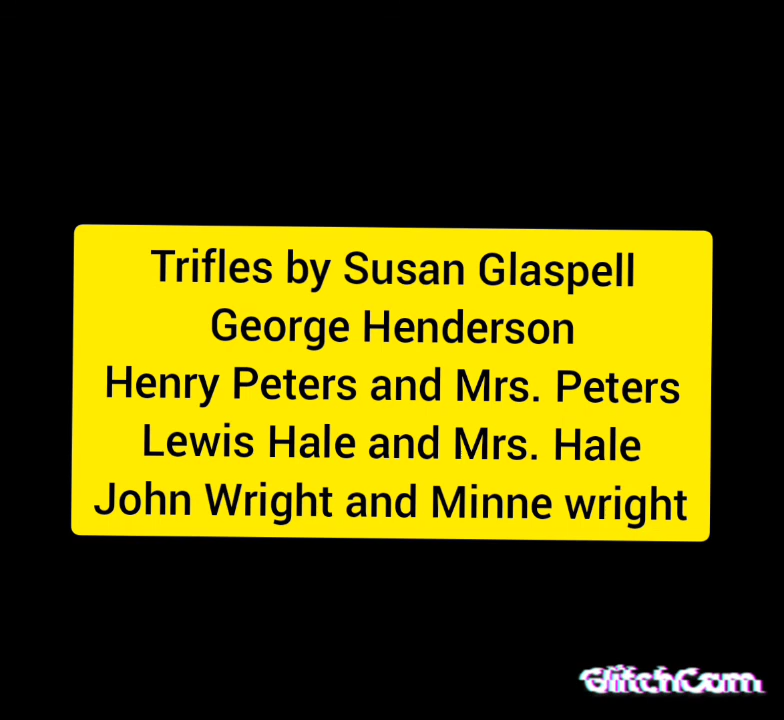 Trifles by Susan Glaspell
George Henderson
Henry Peters and Mrs. Peters
Lewis Hale and Mrs. Hale
John Wright and Minne wright
GlitchCam